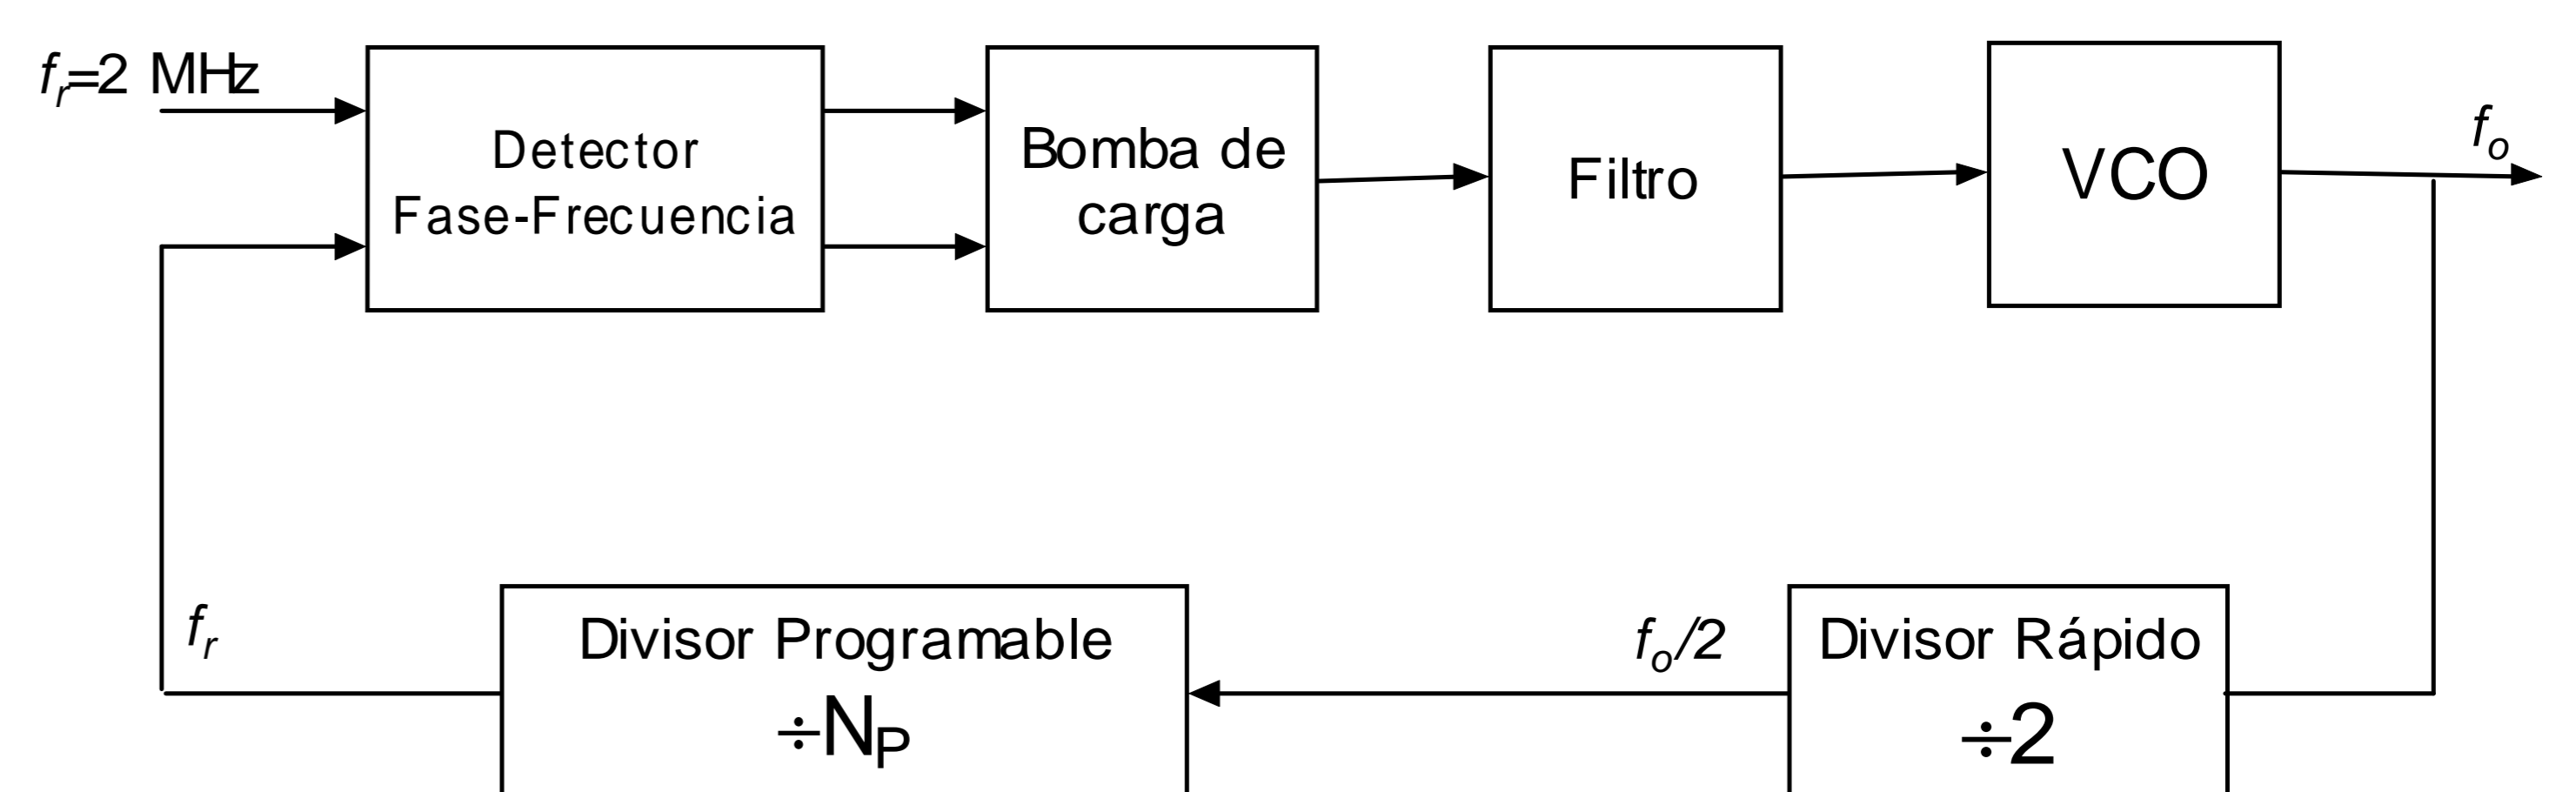 fr=2 MHz
Detector
Fase-Frecuencia
Bomba de
carga
Filtro
VCO
fo
fr
Divisor Programable
÷NP
fo/2
Divisor Rápido
÷2